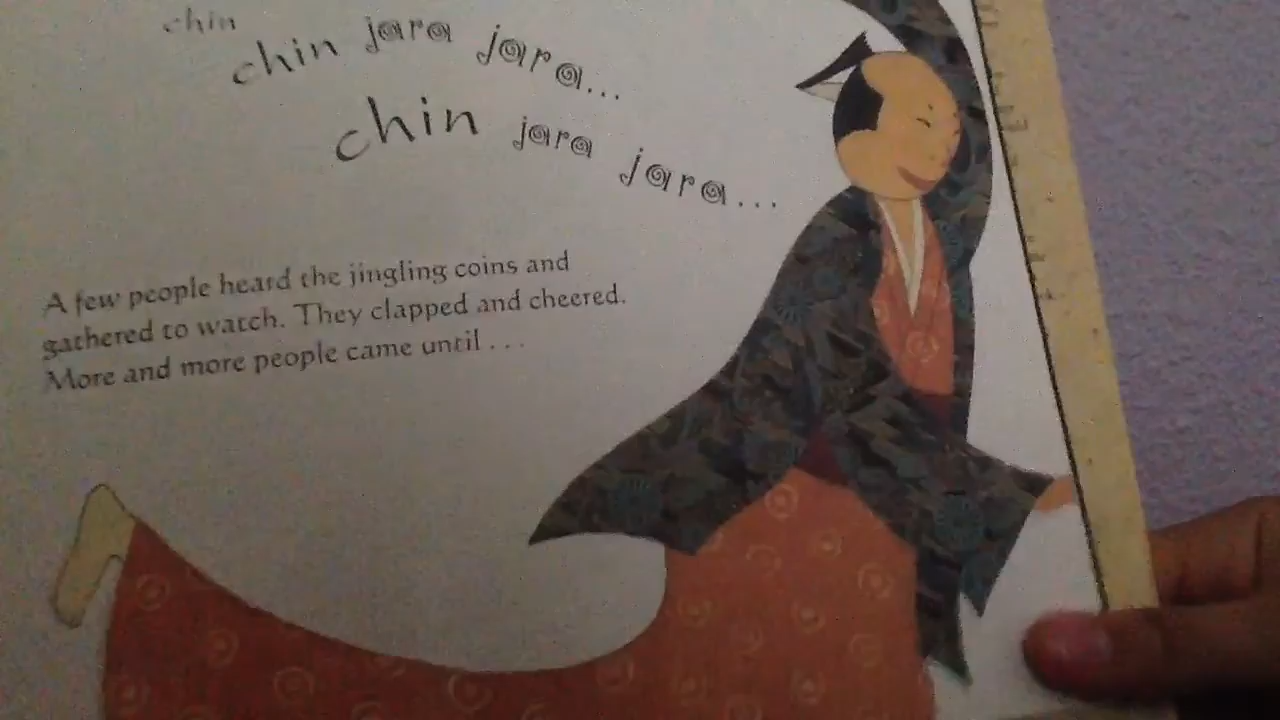 chin
chin jara jara...
chin jara jara...
A few people heard the jingling coins and
gathered to watch. They clapped and cheered.
More and more people came until . . .